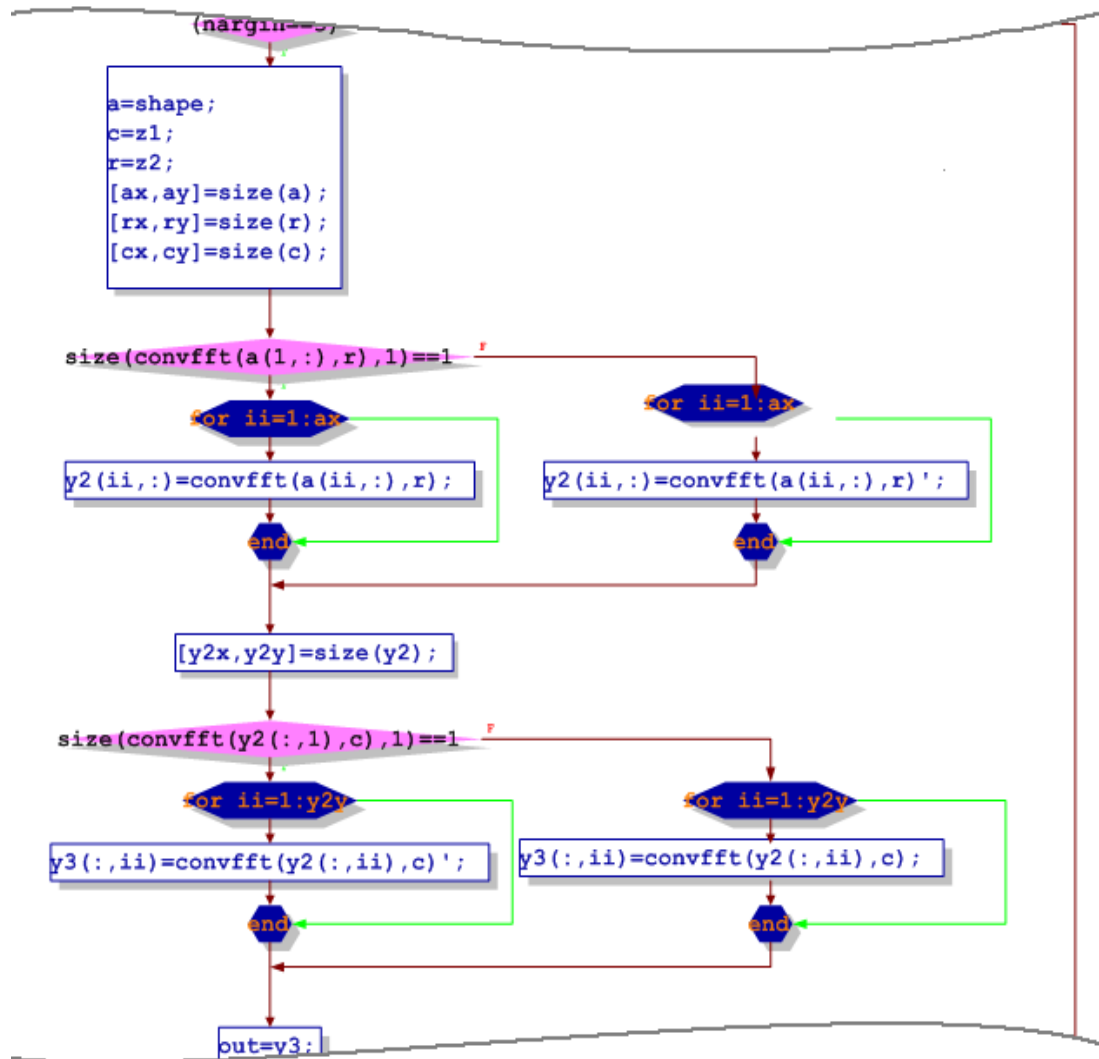 a=shape;
c=z1;
r=z2;
[ax,ay]=size(a);
[rx,ry]=size(r);
[cx,cy]=size(c);
size(convfft(a(1,:),r),1)==1
F
for ii=1:ax
for ii=1:ax
y2(ii,:)=convfft(a(ii,:),r);
y2(ii,:)=convfft(a(ii,:),r)';
end
end
[y2x,y2y]=size(y2);
size(convfft(y2(:,1),c),1)==1
F
for ii=1:y2y
for ii=1:y2y
y3(:,ii)=convfft(y2(:,ii),c)';
y3(:,ii)=convfft(y2(:,ii),c);
end
end
out=y3;